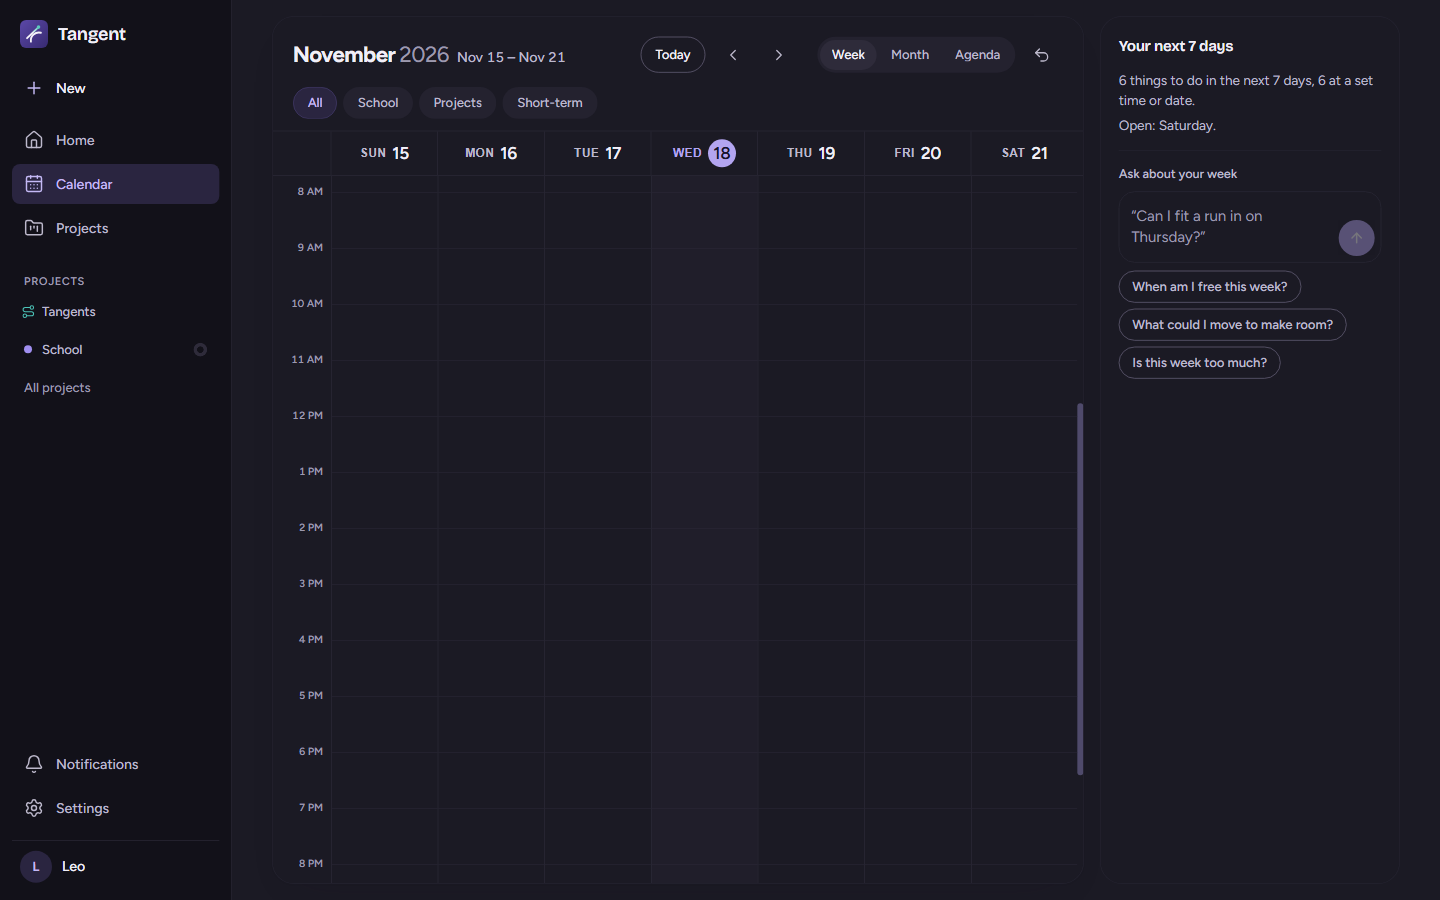 Tangent
New
Home
Calendar
Projects
PROJECTS
Tangents
School
All projects
Notifications
Settings
L Leo
November 2026 Nov 15 – Nov 21
Today
Week Month Agenda
All School Projects Short-term
SUN 15 MON 16 TUE 17 WED 18 THU 19 FRI 20 SAT 21
8 AM
9 AM
10 AM
11 AM
12 PM
1 PM
2 PM
3 PM
4 PM
5 PM
6 PM
7 PM
8 PM
Your next 7 days
6 things to do in the next 7 days, 6 at a set
time or date.
Open: Saturday.
Ask about your week
“Can I fit a run in on
Thursday?”
When am I free this week?
What could I move to make room?
Is this week too much?